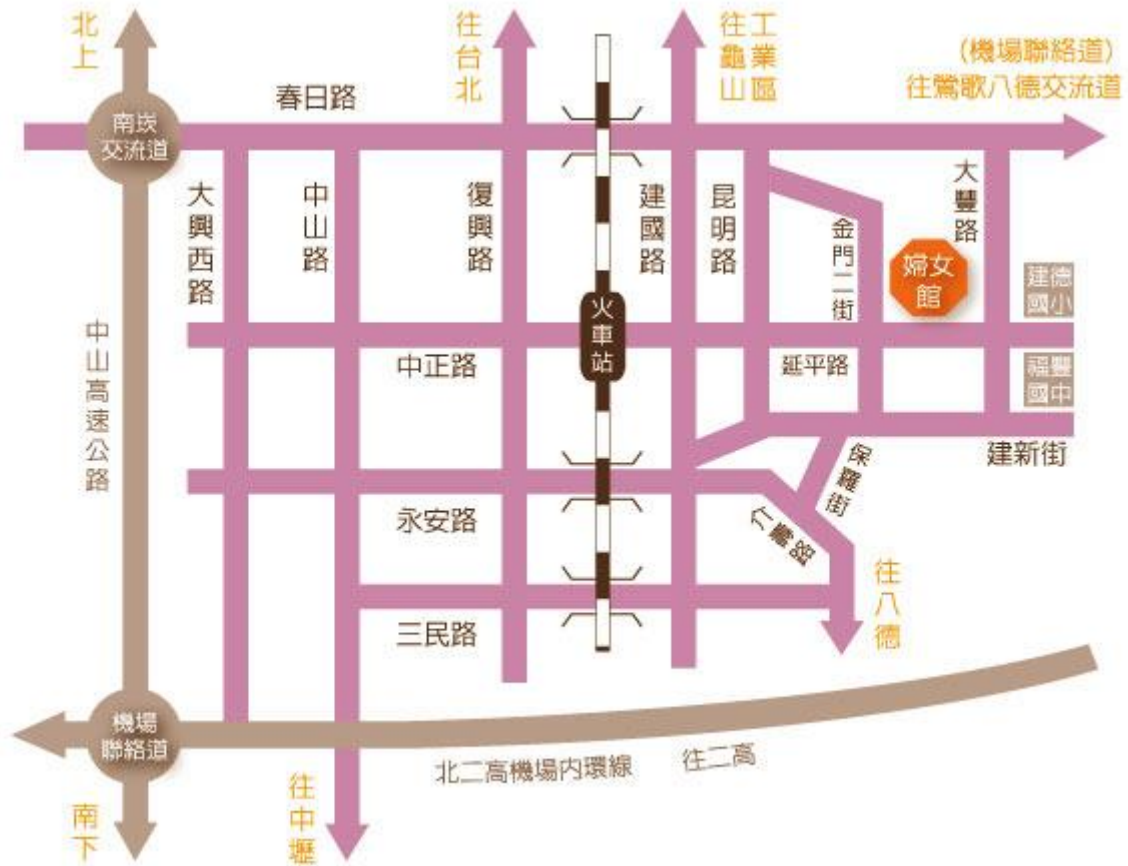 北上
往台北
往龜山
工業區
(機場聯絡道)
往鶯歌八德交流道
春日路
南崁
交流道
大興西路
中山路
復興路
建國路
昆明路
金門二街
大豐路
婦女
館
建德
國小
火車站
中山高速公路
中正路
延平路
福豐
國中
建新街
保羅街
永安路
介壽路
往八德
三民路
機場
聯絡道
北二高機場內環線
往二高
南下
往中壢